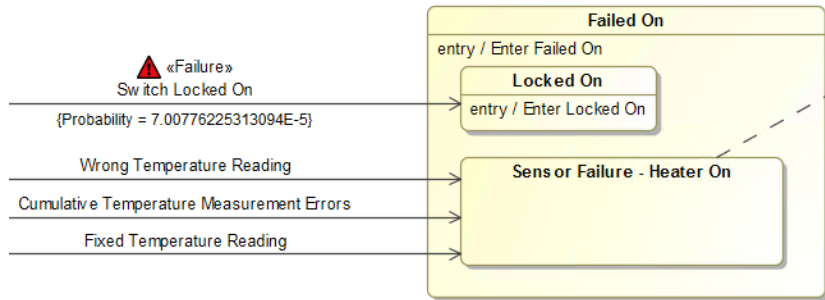 Failed On
entry / Enter Failed On
«Failure»
Switch Locked On
{Probability = 7.00776225313094E-5}
Locked On
entry / Enter Locked On
Wrong Temperature Reading
Cumulative Temperature Measurement Errors
Fixed Temperature Reading
Sensor Failure - Heater On